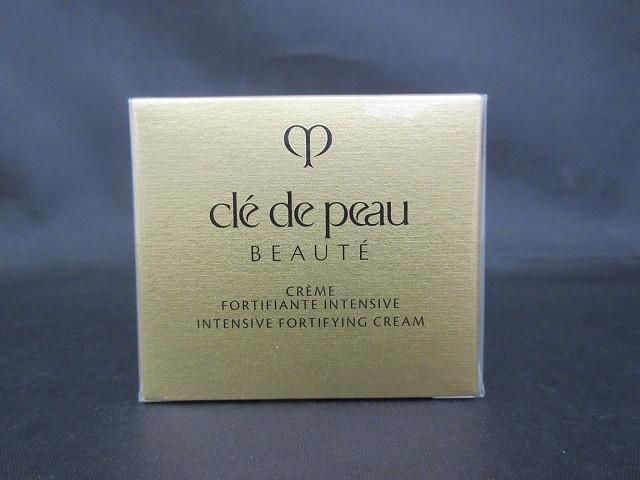 clé de peau
BEAUTÉ
CRÈME
FORTIFIANTE INTENSIVE
INTENSIVE FORTIFYING CREAM